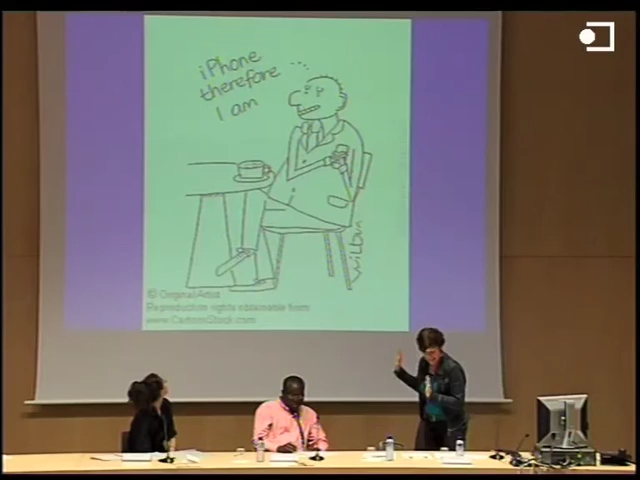 iPhone
therefore
I am
WiLBUr
© Original Artist
Reproduction rights obtainable from
www.CartoonStock.com